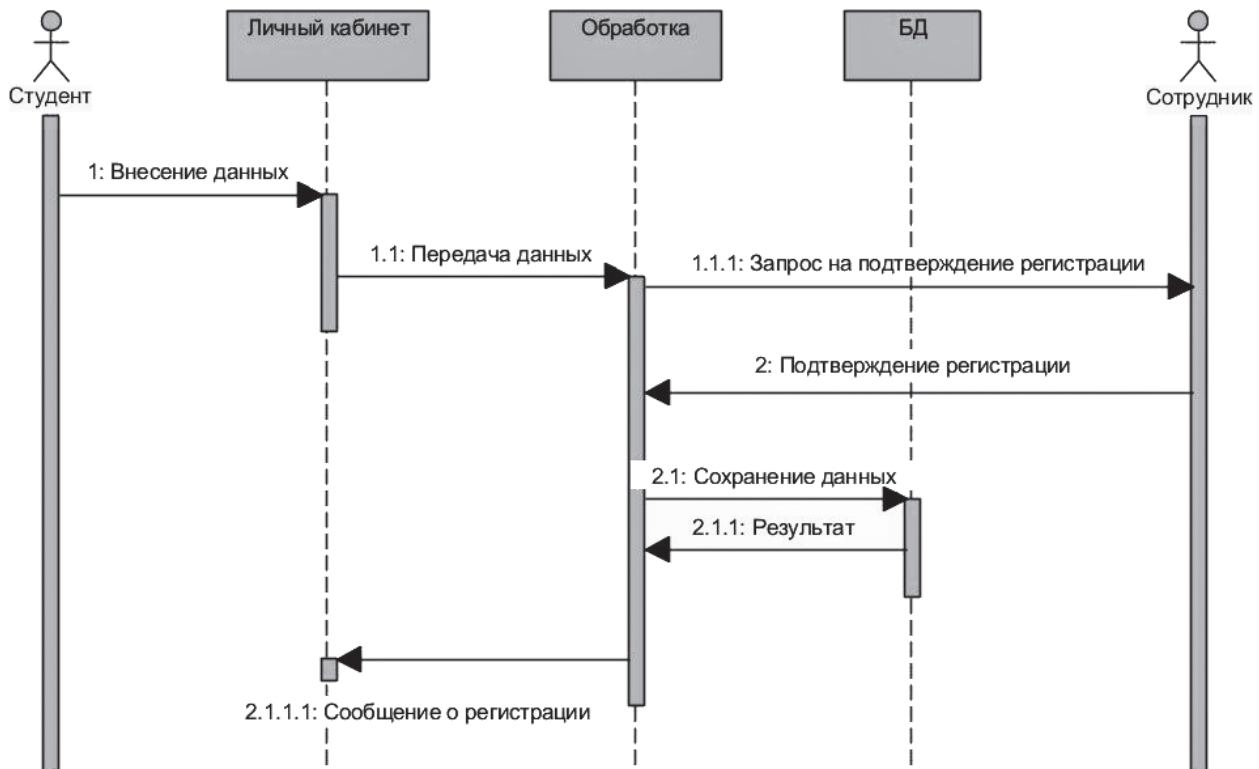 Личный кабинет
Обработка
БД
Студент
Сотрудник
1: Внесение данных
1.1: Передача данных
1.1.1: Запрос на подтверждение регистрации
2: Подтверждение регистрации
2.1: Сохранение данных
2.1.1: Результат
2.1.1.1: Сообщение о регистрации